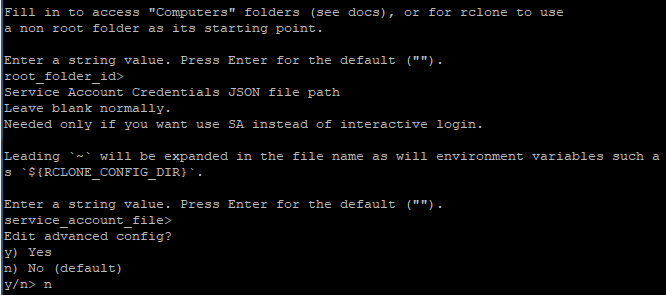 Fill in to access "Computers" folders (see docs), or for rclone to use
a non root folder as its starting point.
Enter a string value. Press Enter for the default ("").
root_folder_id>
Service Account Credentials JSON file path
Leave blank normally.
Needed only if you want use SA instead of interactive login.
Leading `~` will be expanded in the file name as will environment variables such a
s `${RCLONE_CONFIG_DIR}`.
Enter a string value. Press Enter for the default ("").
service_account_file>
Edit advanced config?
y) Yes
n) No (default)
y/n> n